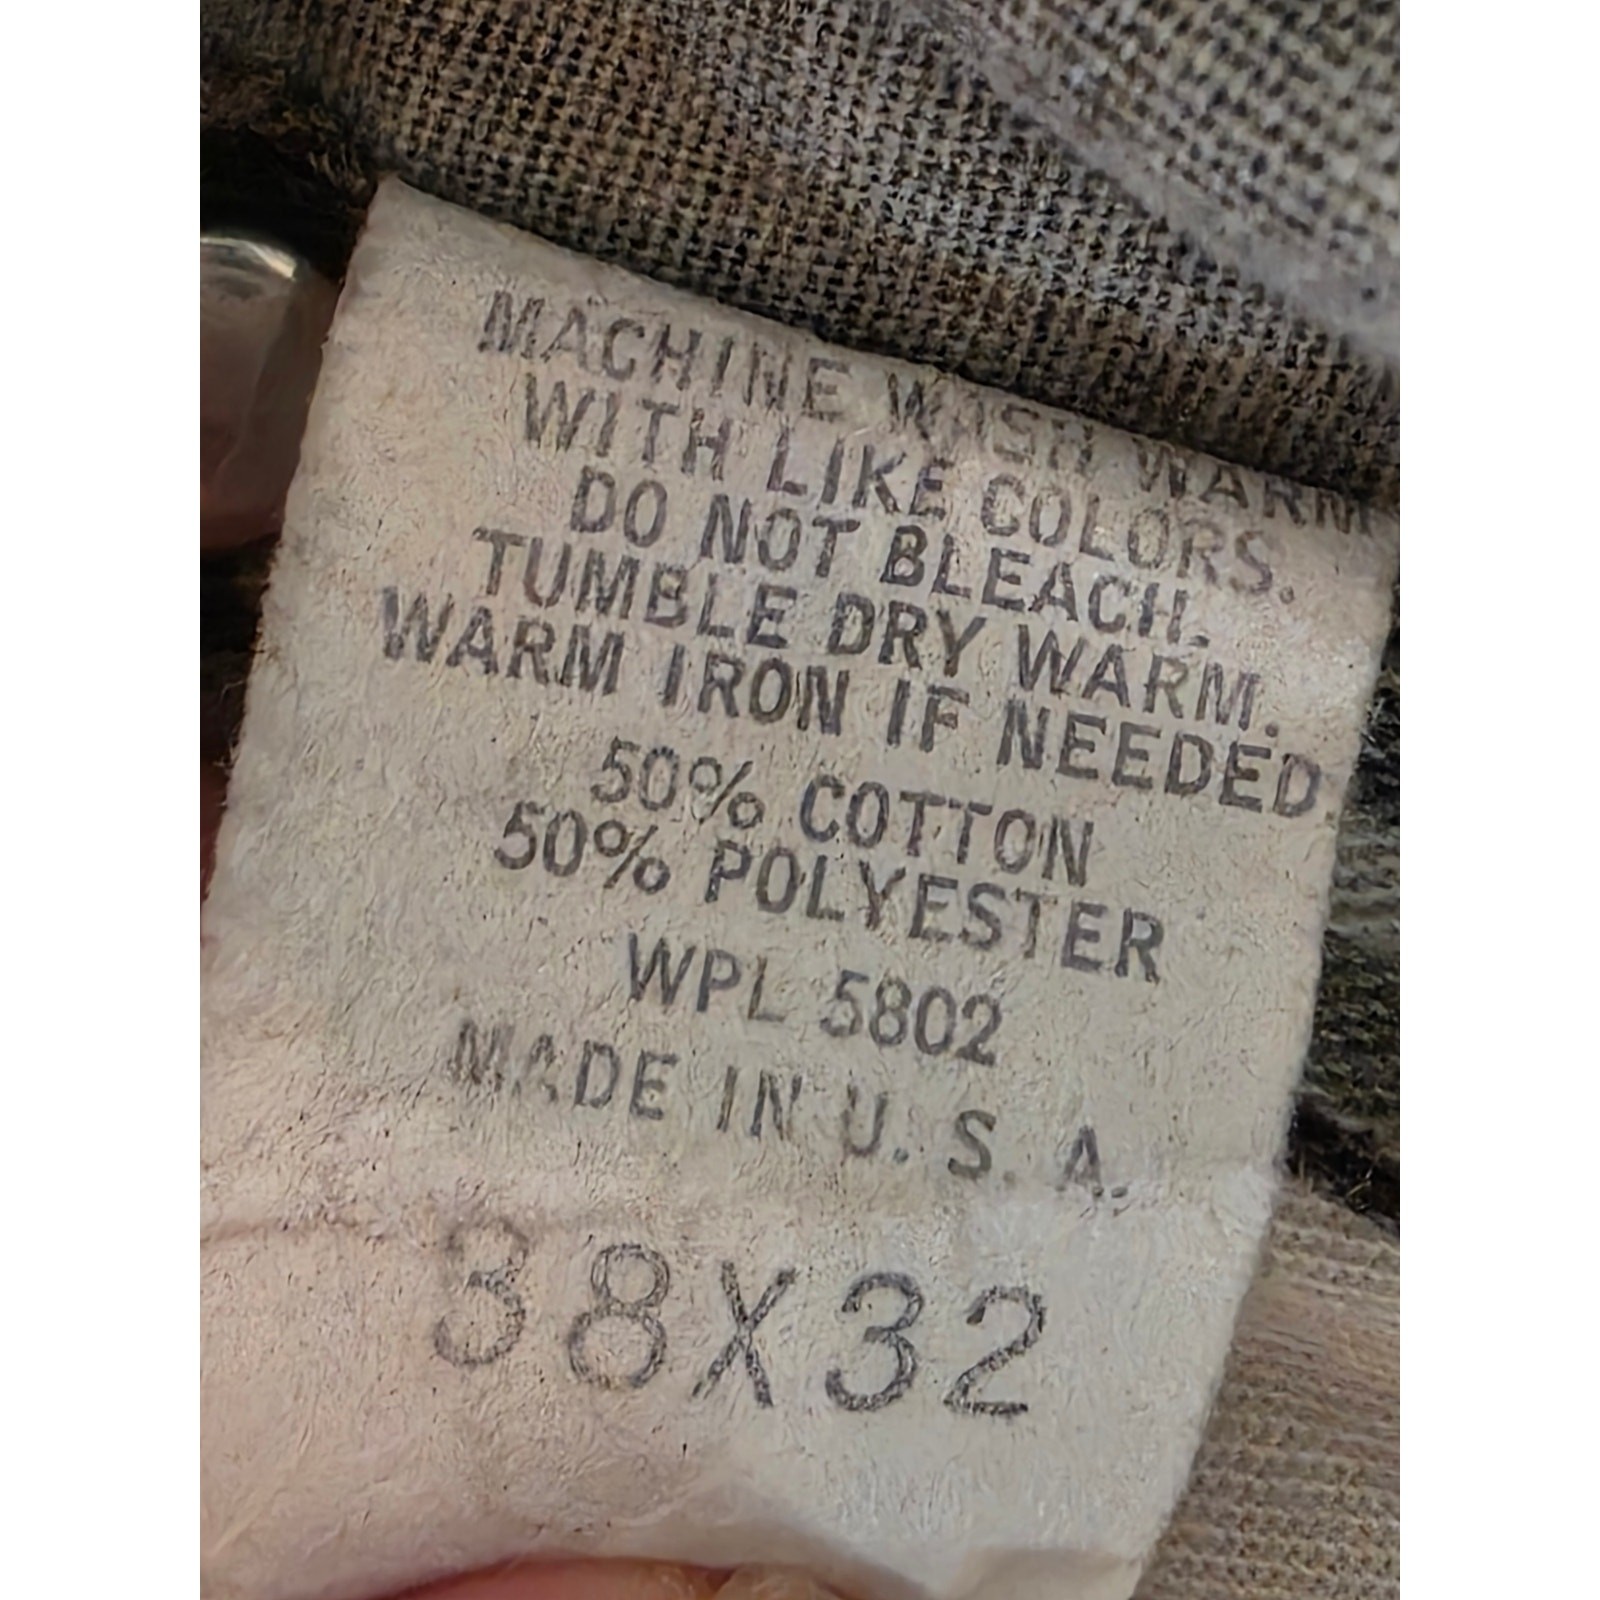 MACHINE WASH WARM
WITH LIKE COLORS.
DO NOT BLEACH.
TUMBLE DRY WARM.
WARM IRON IF NEEDED.
50% COTTON
50% POLYESTER
WPL 5802
MADE IN U. S. A.
38X32